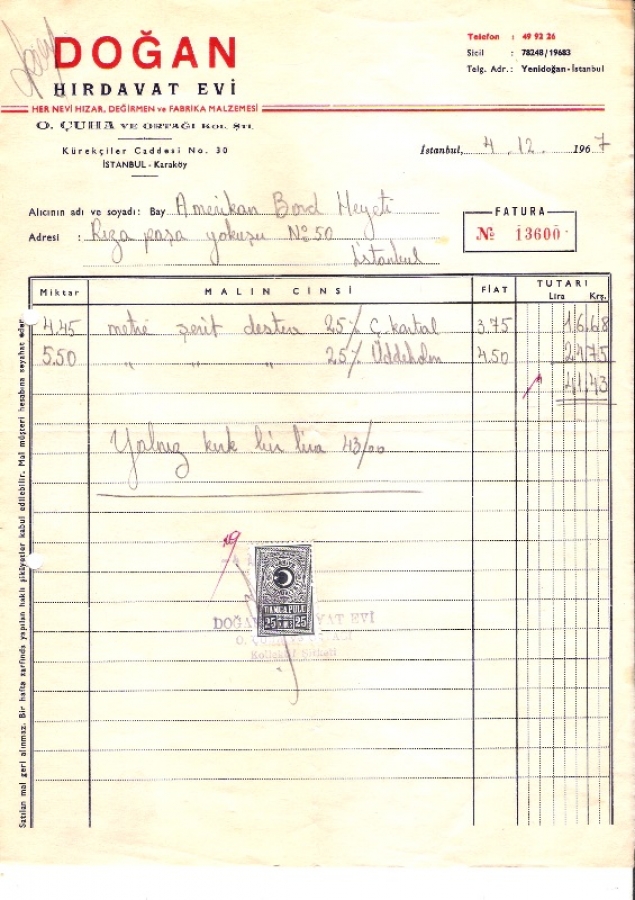 DOĞAN
HIRDAVAT EVİ
HER NEVİ HIZAR, DEĞİRMEN ve FABRİKA MALZEMESİ
O. ÇUHA VE ORTAĞI KOL. ŞTİ.
Kürekçiler Caddesi No. 30
İSTANBUL - Karaköy
Telefon : 49 92 26
Sicil : 78248/19683
Telg. Adr.: Yenidoğan-İstanbul
İstanbul, 4.12.1967
Alıcının adı ve soyadı: Bay Amerikan Bord Heyeti
Adresi : Rıza paşa yokuşu No 50
İstanbul
FATURA
No 13600
Miktar MALIN CİNSİ FİAT TUTARI
Lira Krş.
4.45 metre şerit 25% Ç. kartal 3.75 16.68
5.50 " " " 25% Üddeholm 4.50 24.75
41.43
Yalnız kırk bir lira 43/00
DAMGA PULU
25 25
DOĞAN VAT EVİ
Kollektif Şirketi
Satılan mal geri alınmaz. Bir hafta zarfında yapılan haklı şikâyetler kabul edilebilir. Mal müşteri hesabına seyahat eder.